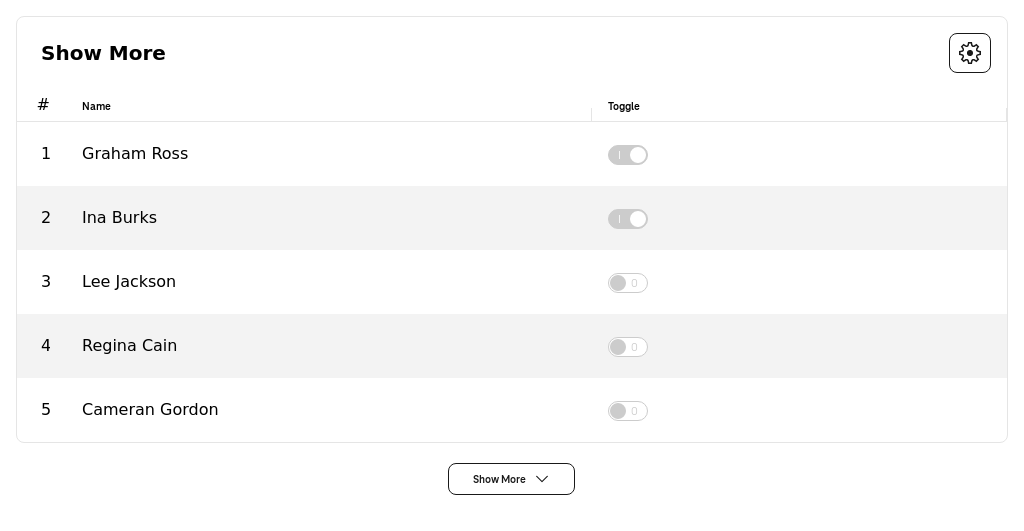 Show More
# Name Toggle
1 Graham Ross I
2 Ina Burks I
3 Lee Jackson 0
4 Regina Cain 0
5 Cameran Gordon 0
Show More